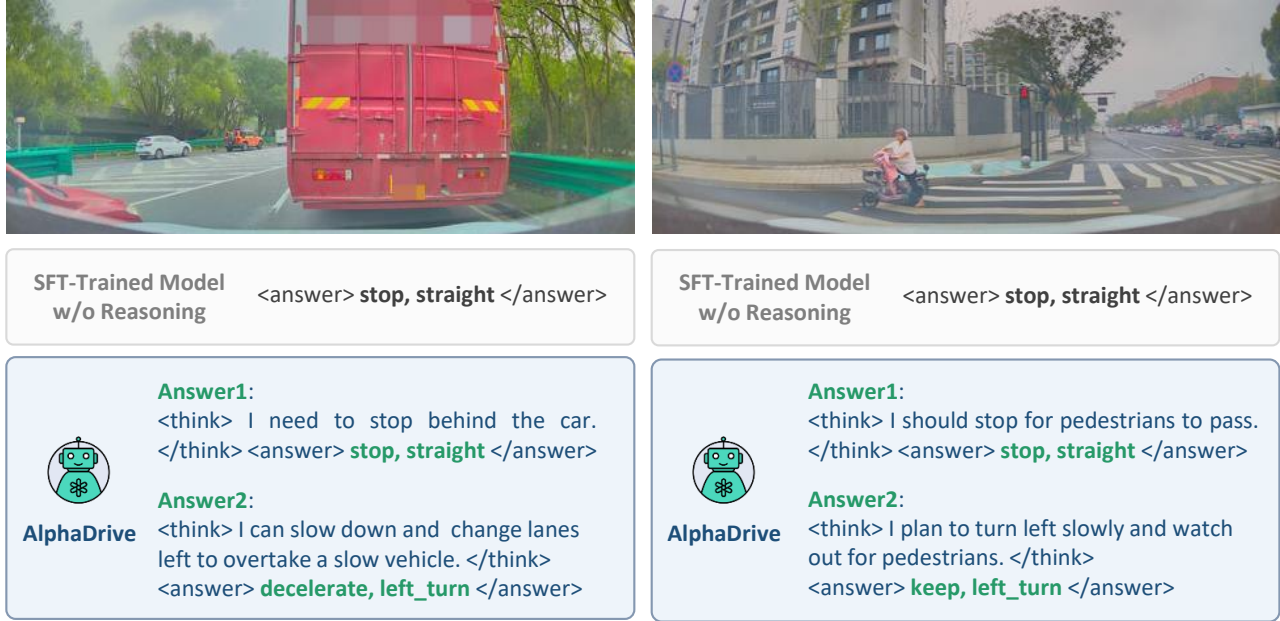 SFT-Trained Model
w/o Reasoning
<answer> stop, straight </answer>
Answer1:
<think> I need to stop behind the car.
</think> <answer> stop, straight </answer>
Answer2:
<think> I can slow down and change lanes
left to overtake a slow vehicle. </think>
<answer> decelerate, left_turn </answer>
AlphaDrive
SFT-Trained Model
w/o Reasoning
<answer> stop, straight </answer>
Answer1:
<think> I should stop for pedestrians to pass.
</think> <answer> stop, straight </answer>
Answer2:
<think> I plan to turn left slowly and watch
out for pedestrians. </think>
<answer> keep, left_turn </answer>
AlphaDrive